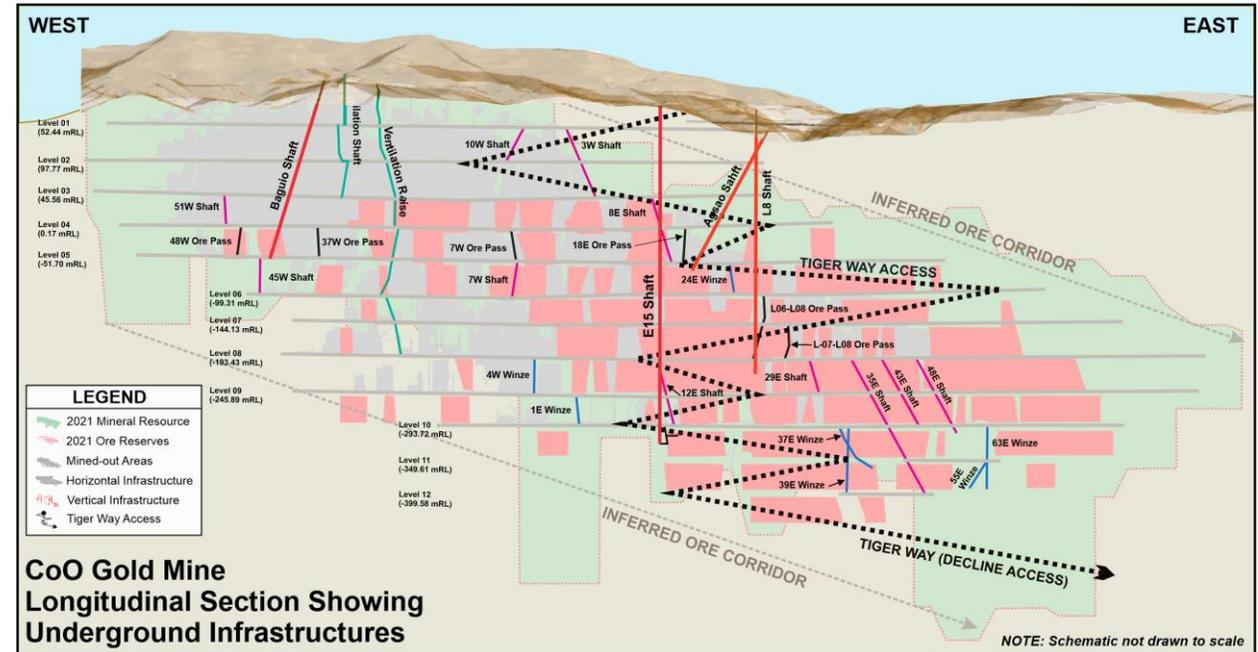 WEST
EAST
Level 01
(52.44 mRL)
Level 02
(97.77 mRL)
Level 03
(45.56 mRL)
Level 04
(0.17 mRL)
Level 05
(-51.70 mRL)
Level 06
(-99.31 mRL)
Level 07
(-144.13 mRL)
Level 08
(-193.43 mRL)
Level 09
(-245.89 mRL)
Level 10
(-293.72 mRL)
Level 11
(-349.61 mRL)
Level 12
(-399.58 mRL)
Baguio Shaft
ilation Shaft
Ventilation Raise
10W Shaft
3W Shaft
51W Shaft
48W Ore Pass
37W Ore Pass
7W Ore Pass
45W Shaft
7W Shaft
8E Shaft
18E Ore Pass
24E Winze
E15 Shaft
Agsao Sahft
L8 Shaft
INFERRED ORE CORRIDOR
TIGER WAY ACCESS
L06-L08 Ore Pass
L-07-L08 Ore Pass
4W Winze
1E Winze
12E Shaft
29E Shaft
35E Shaft
43E Shaft
48E Shaft
37E Winze
39E Winze
63E Winze
55E
Winze
INFERRED ORE CORRIDOR
TIGER WAY (DECLINE ACCESS)
LEGEND
2021 Mineral Resource
2021 Ore Reserves
Mined-out Areas
Horizontal Infrastructure
Vertical Infrastructure
Tiger Way Access
CoO Gold Mine
Longitudinal Section Showing
Underground Infrastructures
NOTE: Schematic not drawn to scale